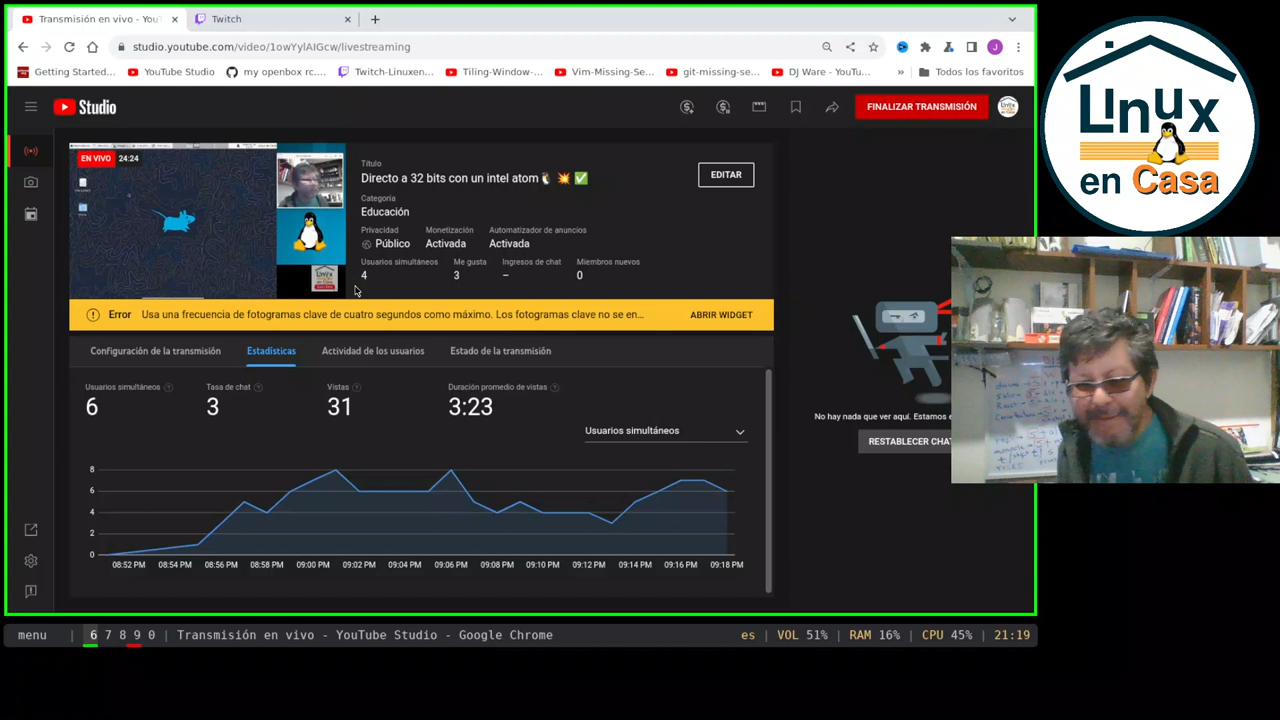 Transmisión en vivo - You
Twitch
studio.youtube.com/video/1owYylAIGcw/livestreaming
J
Getting Started...
YouTube Studio
my openbox rc....
Twitch-Linuxen...
Tiling-Window-...
Vim-Missing-Se...
git-missing-se...
DJ Ware - YouTu...
»
Todos los favoritos
Studio
FINALIZAR TRANSMISIÓN
EN VIVO
24:24
Título
Directo a 32 bits con un intel atom🐧 💥 ✅
EDITAR
Categoría
Educación
Privacidad
Monetización
Automatizador de anuncios
Público
Activada
Activada
Usuarios simultáneos
Me gusta
Ingresos de chat
Miembros nuevos
4
3
–
0
Error
Usa una frecuencia de fotogramas clave de cuatro segundos como máximo. Los fotogramas clave no se en...
ABRIR WIDGET
Configuración de la transmisión
Estadísticas
Actividad de los usuarios
Estado de la transmisión
Usuarios simultáneos
Tasa de chat
Vistas
Duración promedio de vistas
6
3
31
3:23
Usuarios simultáneos
8
6
4
2
0
08:52 PM
08:54 PM
08:56 PM
08:58 PM
09:00 PM
09:02 PM
09:04 PM
09:06 PM
09:08 PM
09:10 PM
09:12 PM
09:14 PM
09:16 PM
09:18 PM
No hay nada que ver aquí. Estamos e
RESTABLECER CHA
LInUx
en Casa
menu | 6 7 8 9 0 | Transmisión en vivo - YouTube Studio - Google Chrome
es | VOL 51% | RAM 16% | CPU 45% | 21:19